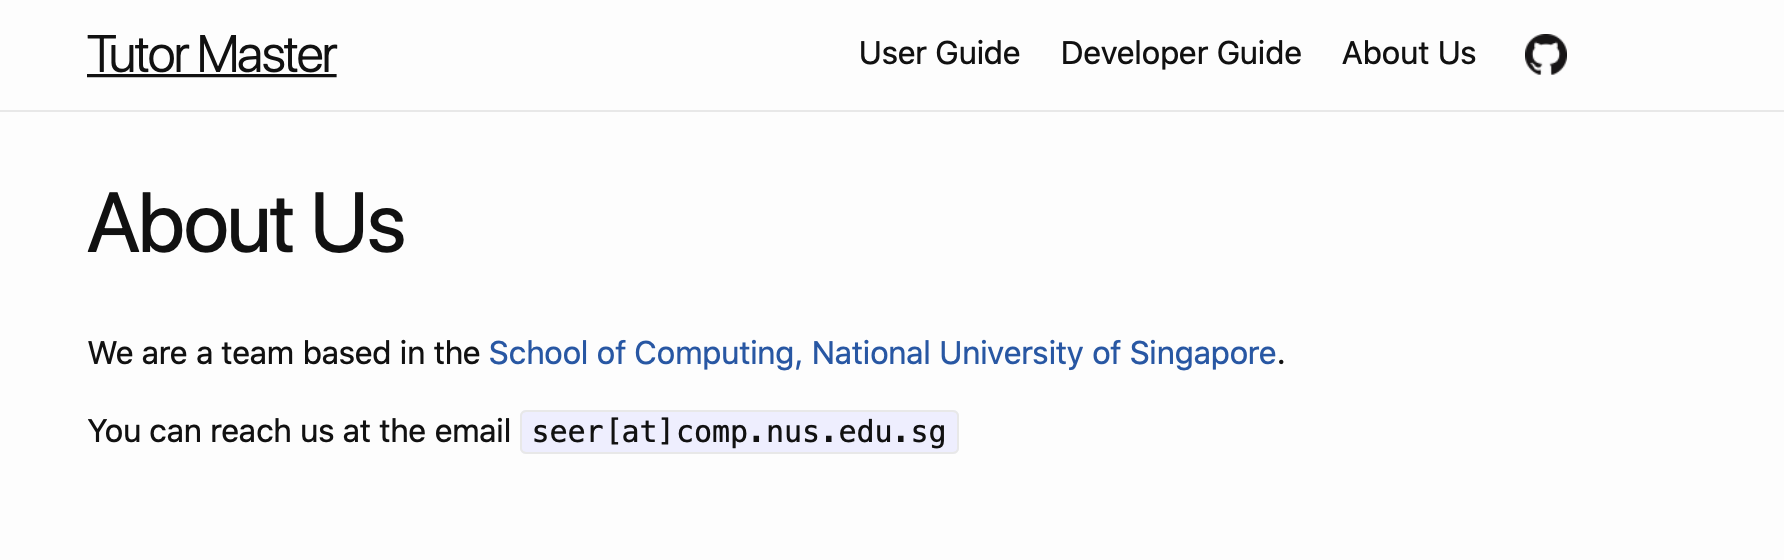 Tutor Master
User Guide Developer Guide About Us
About Us
We are a team based in the School of Computing, National University of Singapore.
You can reach us at the email seer[at]comp.nus.edu.sg